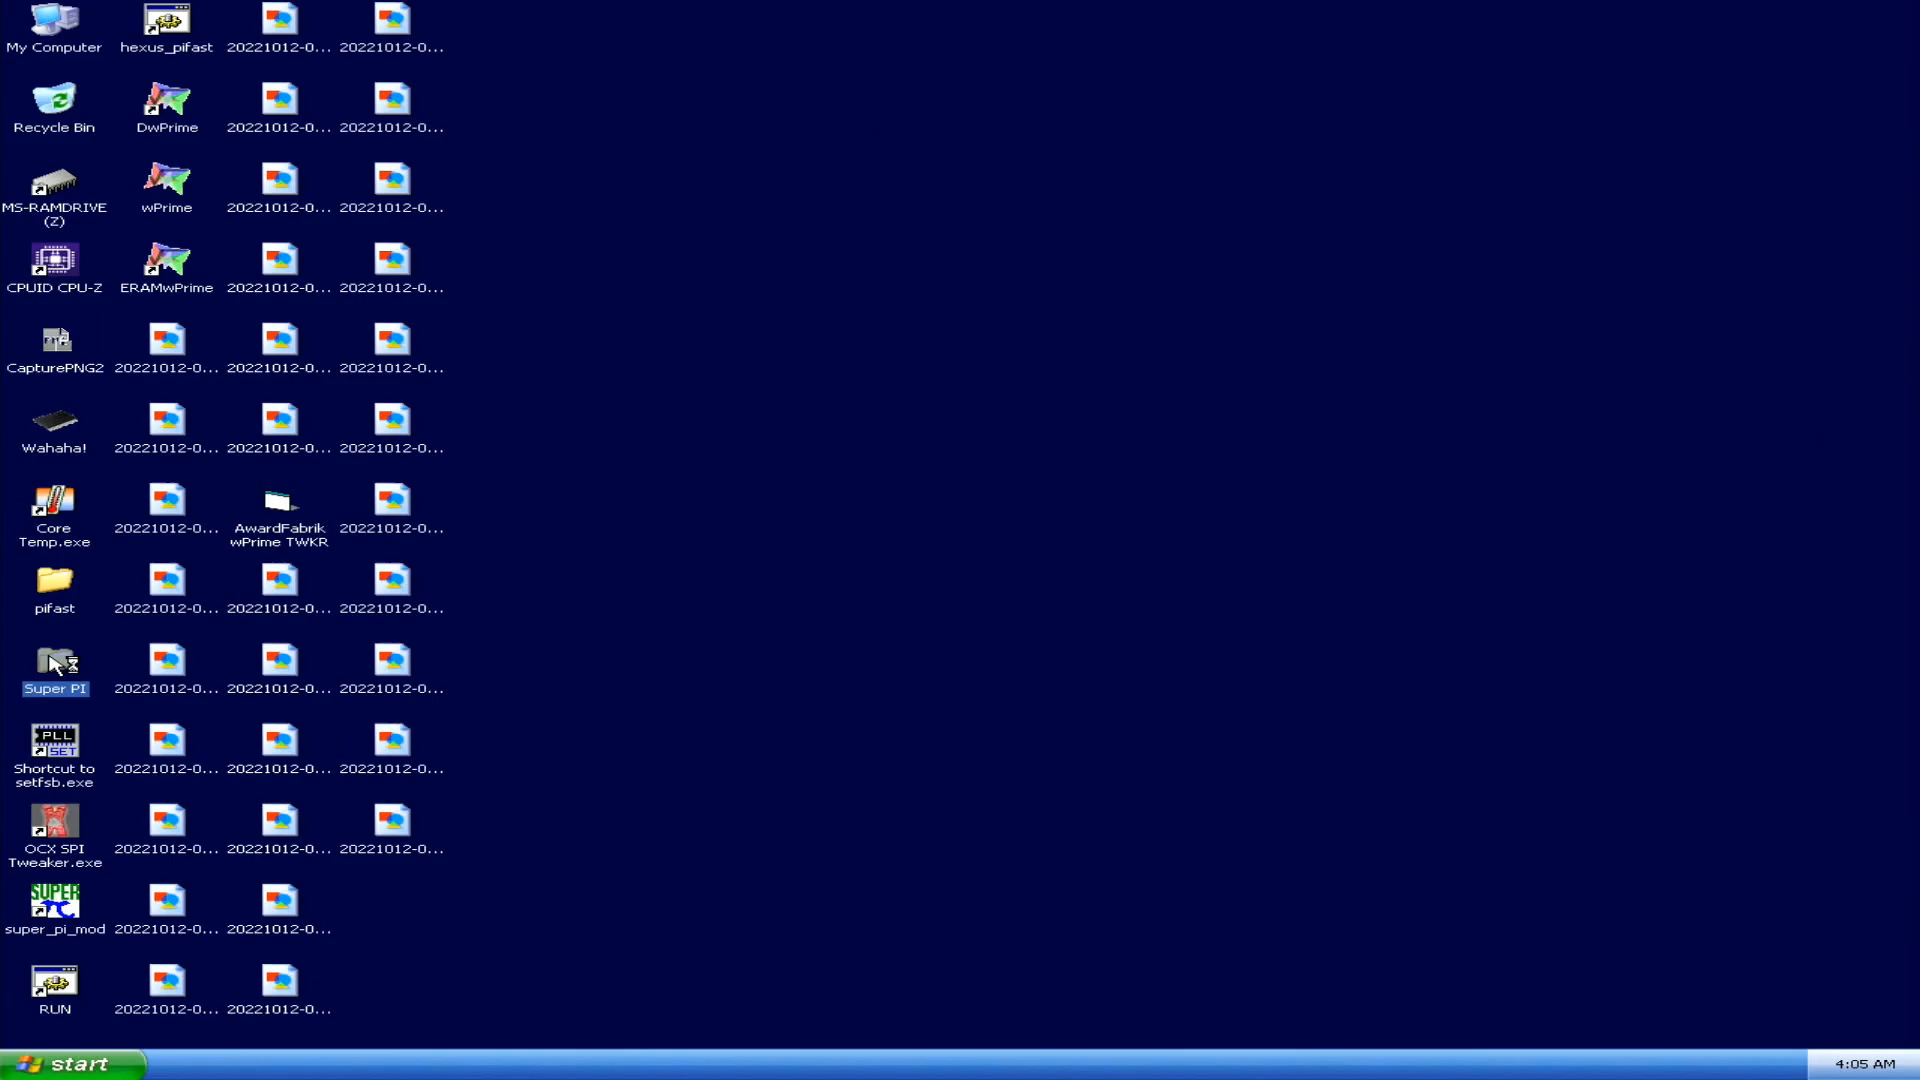 My Computer
hexus_pifast
20221012-0...
20221012-0...
Recycle Bin
DwPrime
20221012-0...
20221012-0...
MS-RAMDRIVE
(Z)
wPrime
20221012-0...
20221012-0...
CPUID CPU-Z
ERAMwPrime
20221012-0...
20221012-0...
CapturePNG2
20221012-0...
20221012-0...
20221012-0...
Wahaha!
20221012-0...
20221012-0...
20221012-0...
Core
Temp.exe
20221012-0...
AwardFabrik
wPrime TWKR
20221012-0...
pifast
20221012-0...
20221012-0...
20221012-0...
Super PI
20221012-0...
20221012-0...
20221012-0...
PLL
SET
Shortcut to
setfsb.exe
20221012-0...
20221012-0...
20221012-0...
OCX SPI
Tweaker.exe
20221012-0...
20221012-0...
20221012-0...
SUPER
super_pi_mod
20221012-0...
20221012-0...
RUN
20221012-0...
20221012-0...
start
4:05 AM